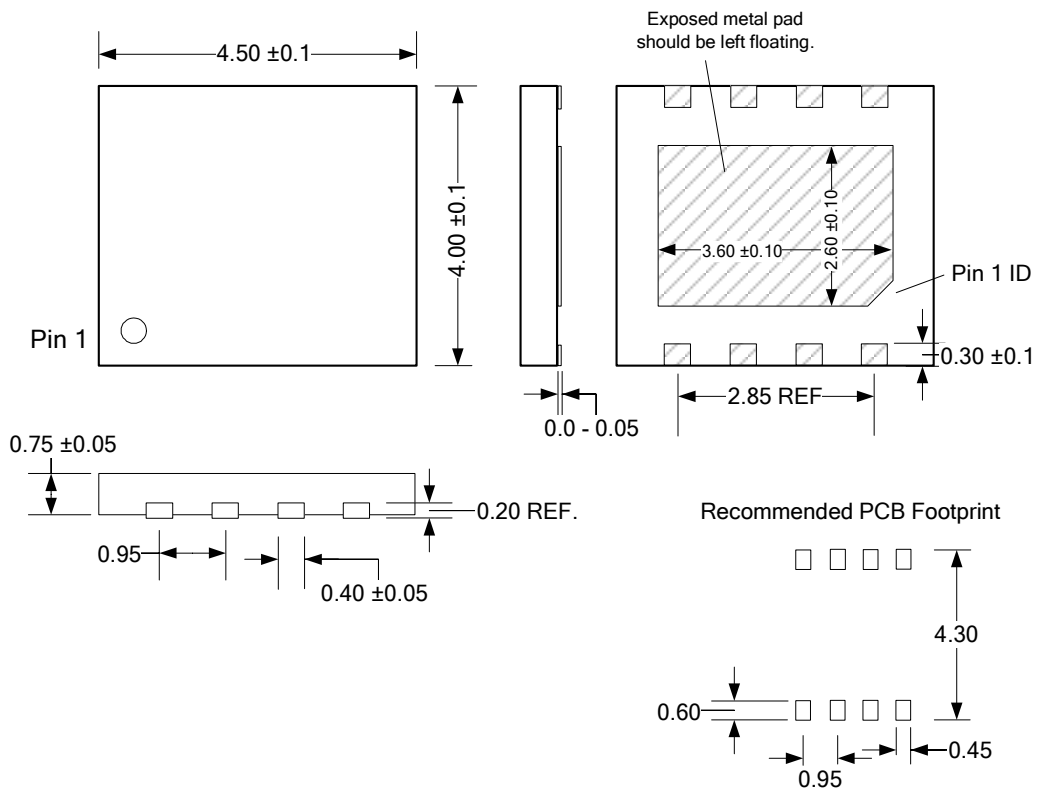 Exposed metal pad
should be left floating.
4.50 ±0.1
4.00 ±0.1
2.60 ±0.10
3.60 ±0.10
Pin 1 ID
Pin 1
0.30 ±0.1
2.85 REF
0.0 - 0.05
0.75 ±0.05
0.20 REF.
Recommended PCB Footprint
0.95
0.40 ±0.05
4.30
0.60
0.45
0.95